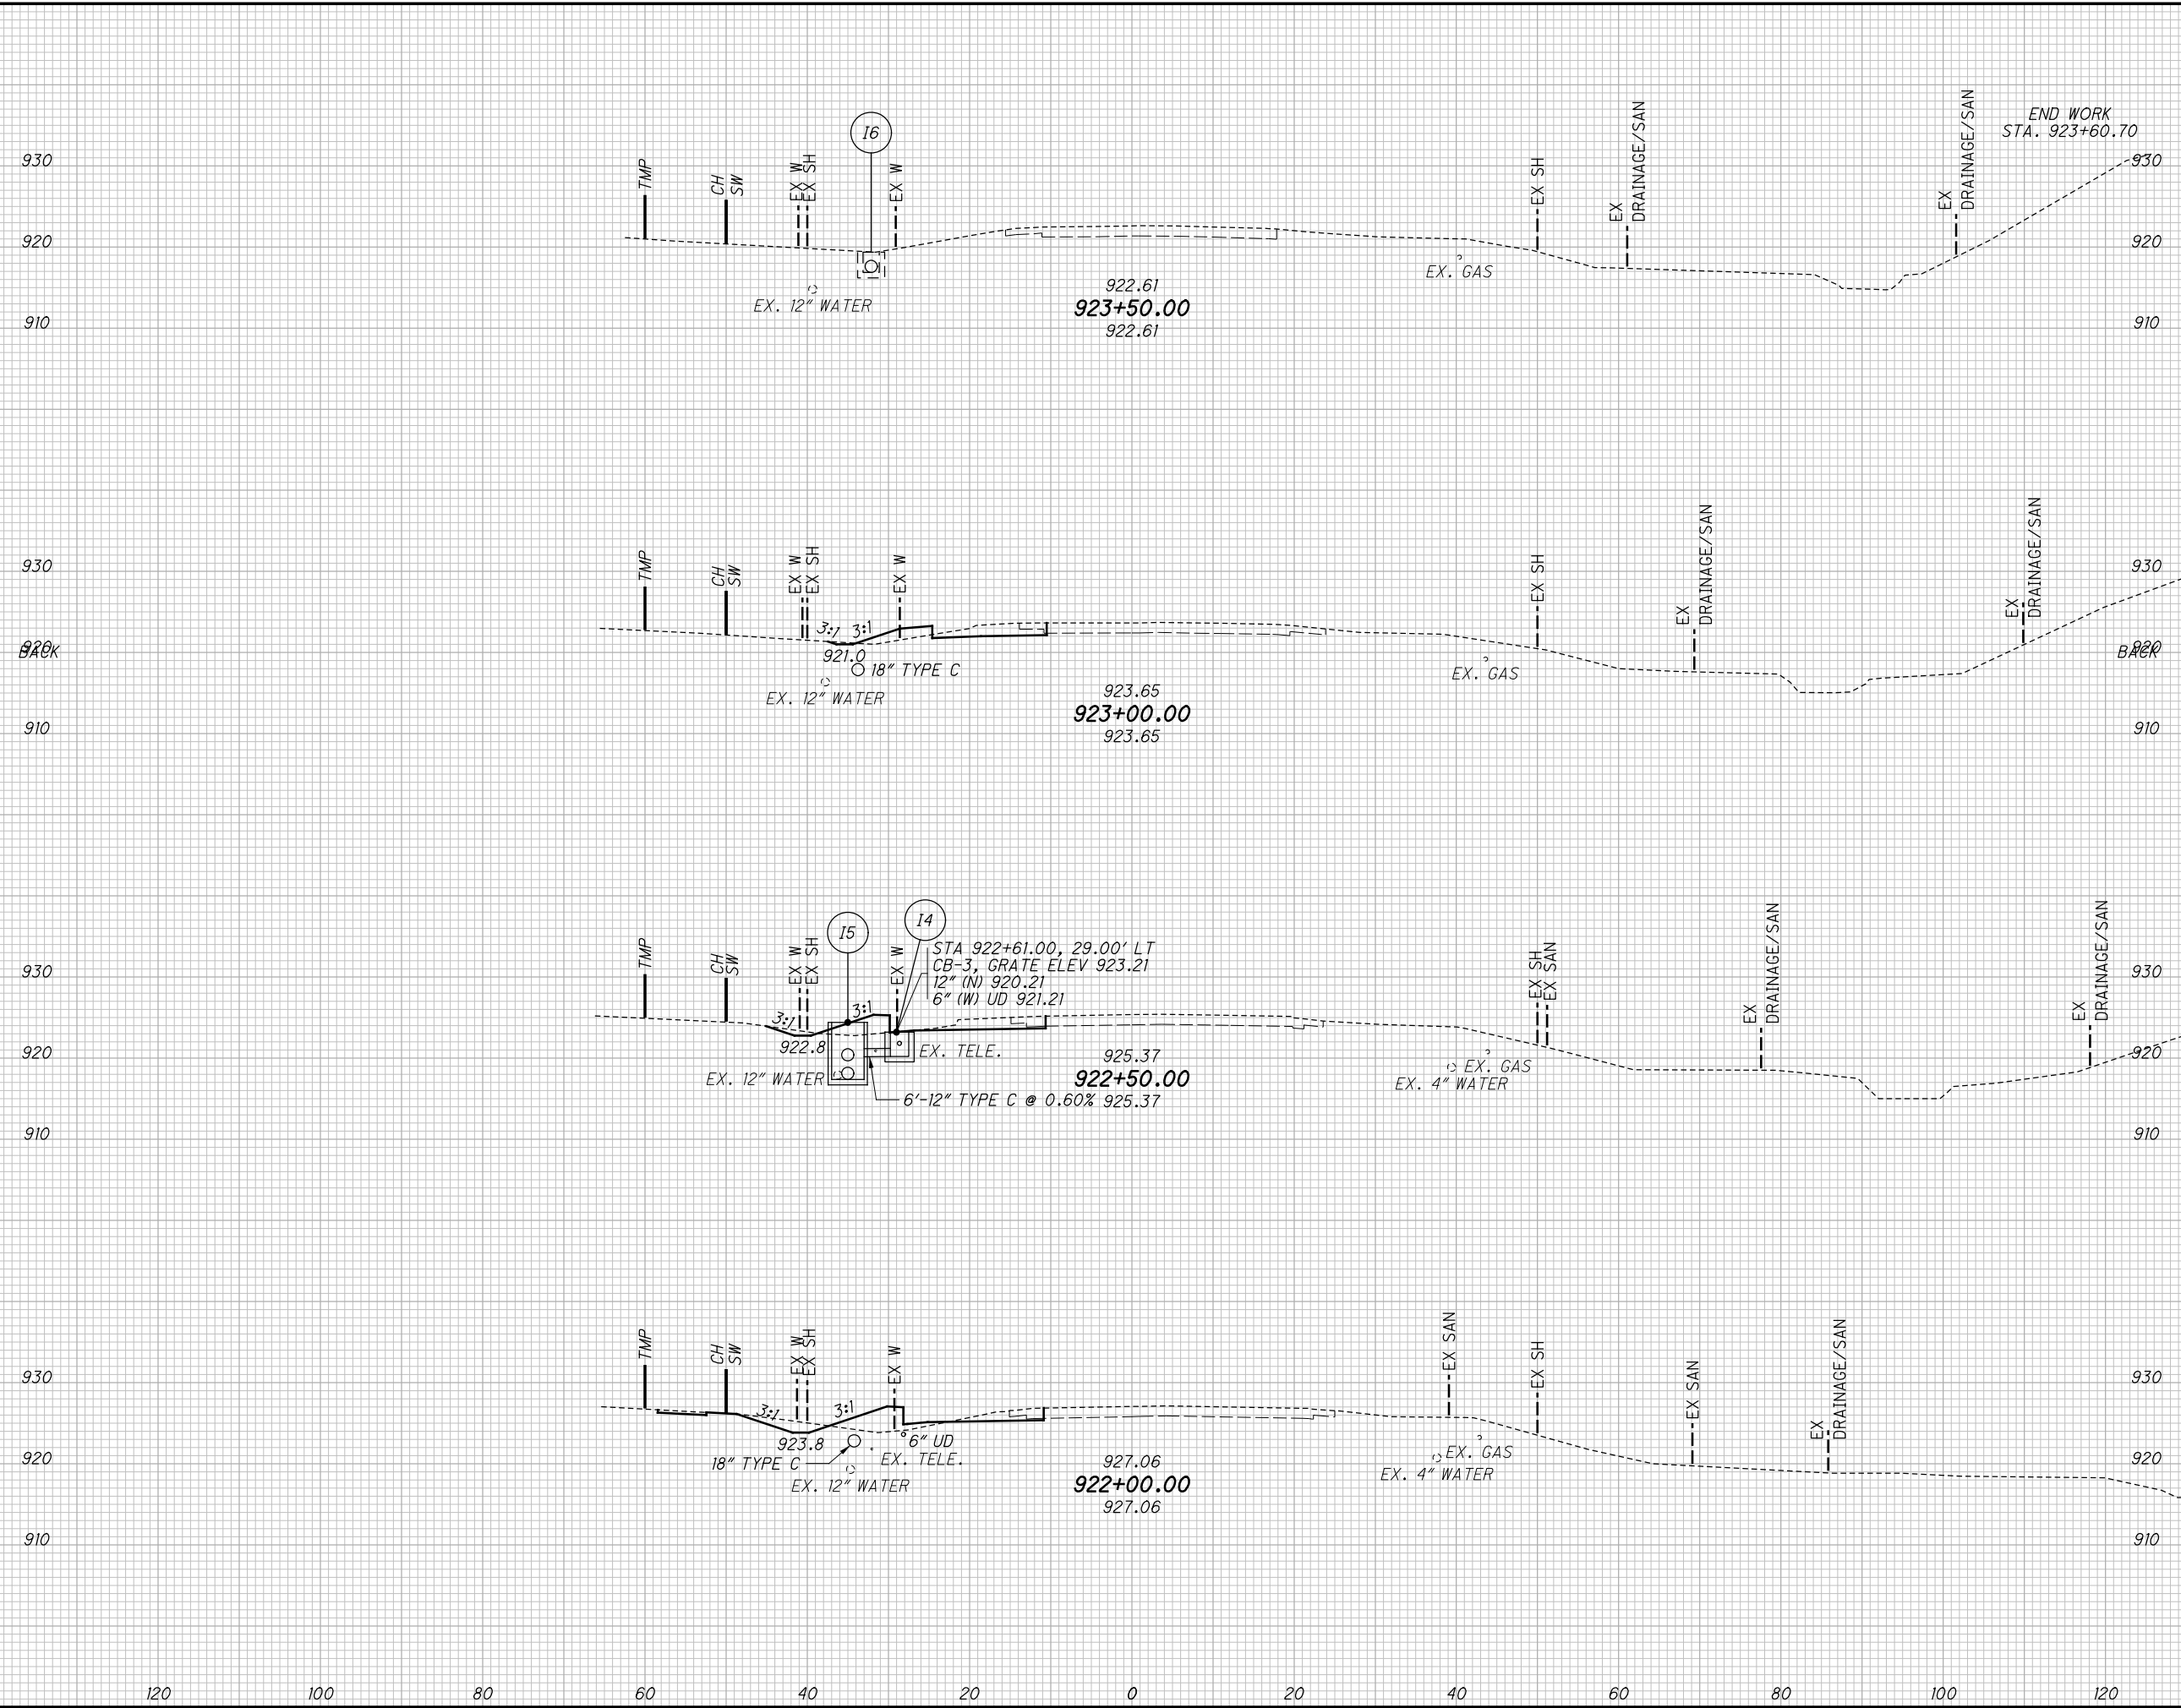 END WORK
STA. 923+60.70
I6
930
TMP
CH
SW
EX W
EX SH
EX W
EX SH
EX
DRAINAGE/SAN
EX
DRAINAGE/SAN
930
920
920
EX. GAS
EX. 12" WATER
922.61
923+50.00
922.61
910
910
930
TMP
CH
SW
EX W
EX SH
EX W
EX SH
EX
DRAINAGE/SAN
EX
DRAINAGE/SAN
930
3:1
3:1
920
BACK
920
BACK
921.0
18" TYPE C
EX. GAS
EX. 12" WATER
923.65
923+00.00
923.65
910
910
I5
I4
STA 922+61.00, 29.00' LT
CB-3, GRATE ELEV 923.21
12" (N) 920.21
6" (W) UD 921.21
930
TMP
CH
SW
EX W
EX SH
EX W
EX SH
EX SAN
EX
DRAINAGE/SAN
EX
DRAINAGE/SAN
930
3:1
3:1
920
922.8
EX. TELE.
920
EX. 12" WATER
925.37
922+50.00
925.37
EX. GAS
EX. 4" WATER
6'-12" TYPE C @ 0.60%
910
910
930
TMP
CH
SW
EX W
EX SH
EX W
EX SAN
EX SH
EX SAN
EX
DRAINAGE/SAN
930
3:1
3:1
920
923.8
6" UD
18" TYPE C
EX. TELE.
EX. 12" WATER
927.06
922+00.00
927.06
EX. GAS
EX. 4" WATER
920
910
910
120 100 80 60 40 20 0 20 40 60 80 100 120